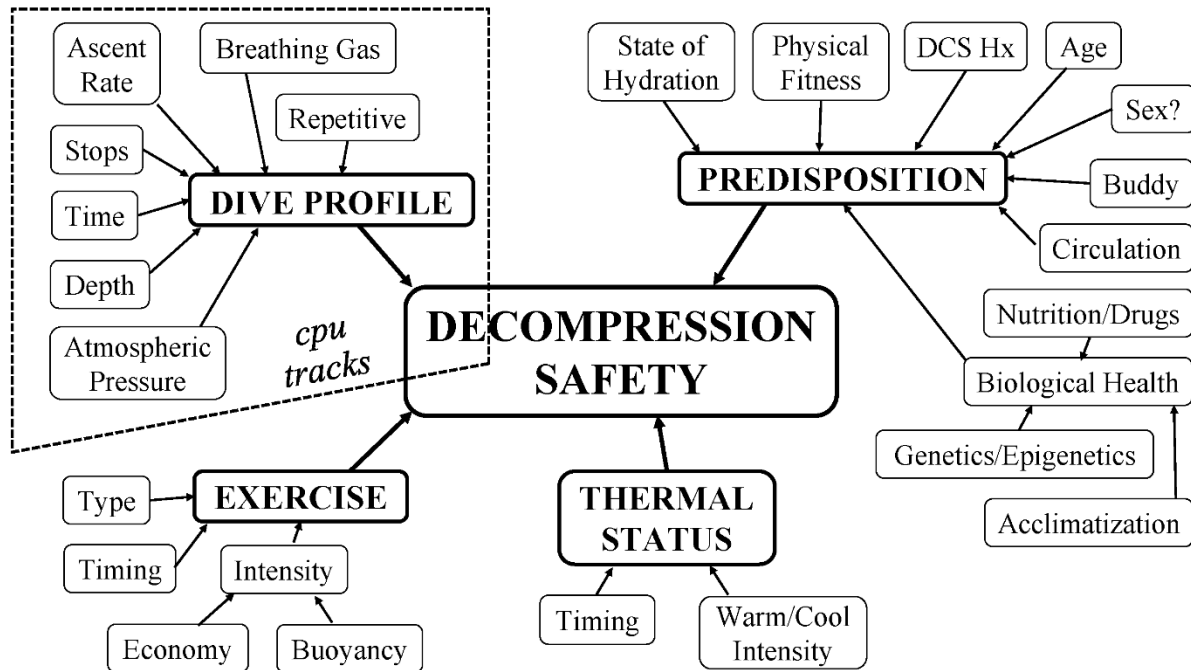 Ascent
Rate
Breathing Gas
Repetitive
Stops
Time
Depth
Atmospheric
Pressure
DIVE PROFILE
cpu
tracks
State of
Hydration
Physical
Fitness
DCS Hx
Age
Sex?
Buddy
Circulation
PREDISPOSITION
Nutrition/Drugs
Biological Health
Genetics/Epigenetics
Acclimatization
DECOMPRESSION
SAFETY
EXERCISE
Type
Timing
Intensity
Economy
Buoyancy
THERMAL
STATUS
Timing
Warm/Cool
Intensity